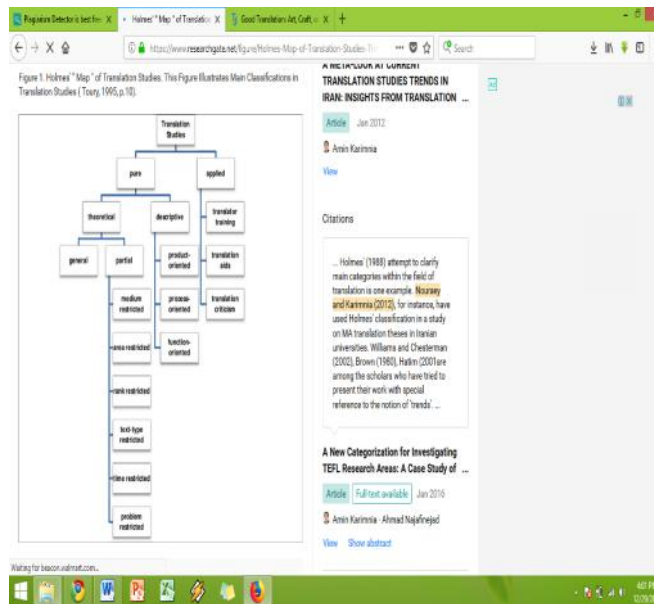 Plagiarism Detector is best free X
Holmes' " Map " of Translation X
Good Translation: Art, Craft, X
https://www.researchgate.net/figure/Holmes-Map-of-Translation-Studies-Th
Search
Figure 1. Holmes' " Map " of Translation Studies. This Figure Illustrates Main Classifications in
Translation Studies ( Toury, 1995, p.10).
Translation
Studies
pure
applied
theoretical
descriptive
translator
training
general
partial
product-
oriented
translation
aids
medium
restricted
process-
oriented
translation
criticism
area restricted
function-
oriented
rank restricted
text-type
restricted
time restricted
problem
restricted
A META-LOOK AT CURRENT
TRANSLATION STUDIES TRENDS IN
IRAN: INSIGHTS FROM TRANSLATION ...
Article Jan 2012
Amin Karimnia
View
Citations
... Holmes' (1988) attempt to clarify
main categories within the field of
translation is one example. Nouraey
and Karimnia (2012), for instance, have
used Holmes' classification in a study
on MA translation theses in Iranian
universities. Williams and Chesterman
(2002), Brown (1980), Hatim (2001are
among the scholars who have tried to
present their work with special
reference to the notion of 'trends'. ...
A New Categorization for Investigating
TEFL Research Areas: A Case Study of ...
Article Full-text available Jan 2016
Amin Karimnia · Ahmad Najafinejad
View Show abstract
Ad
Waiting for beacon.walmart.com...